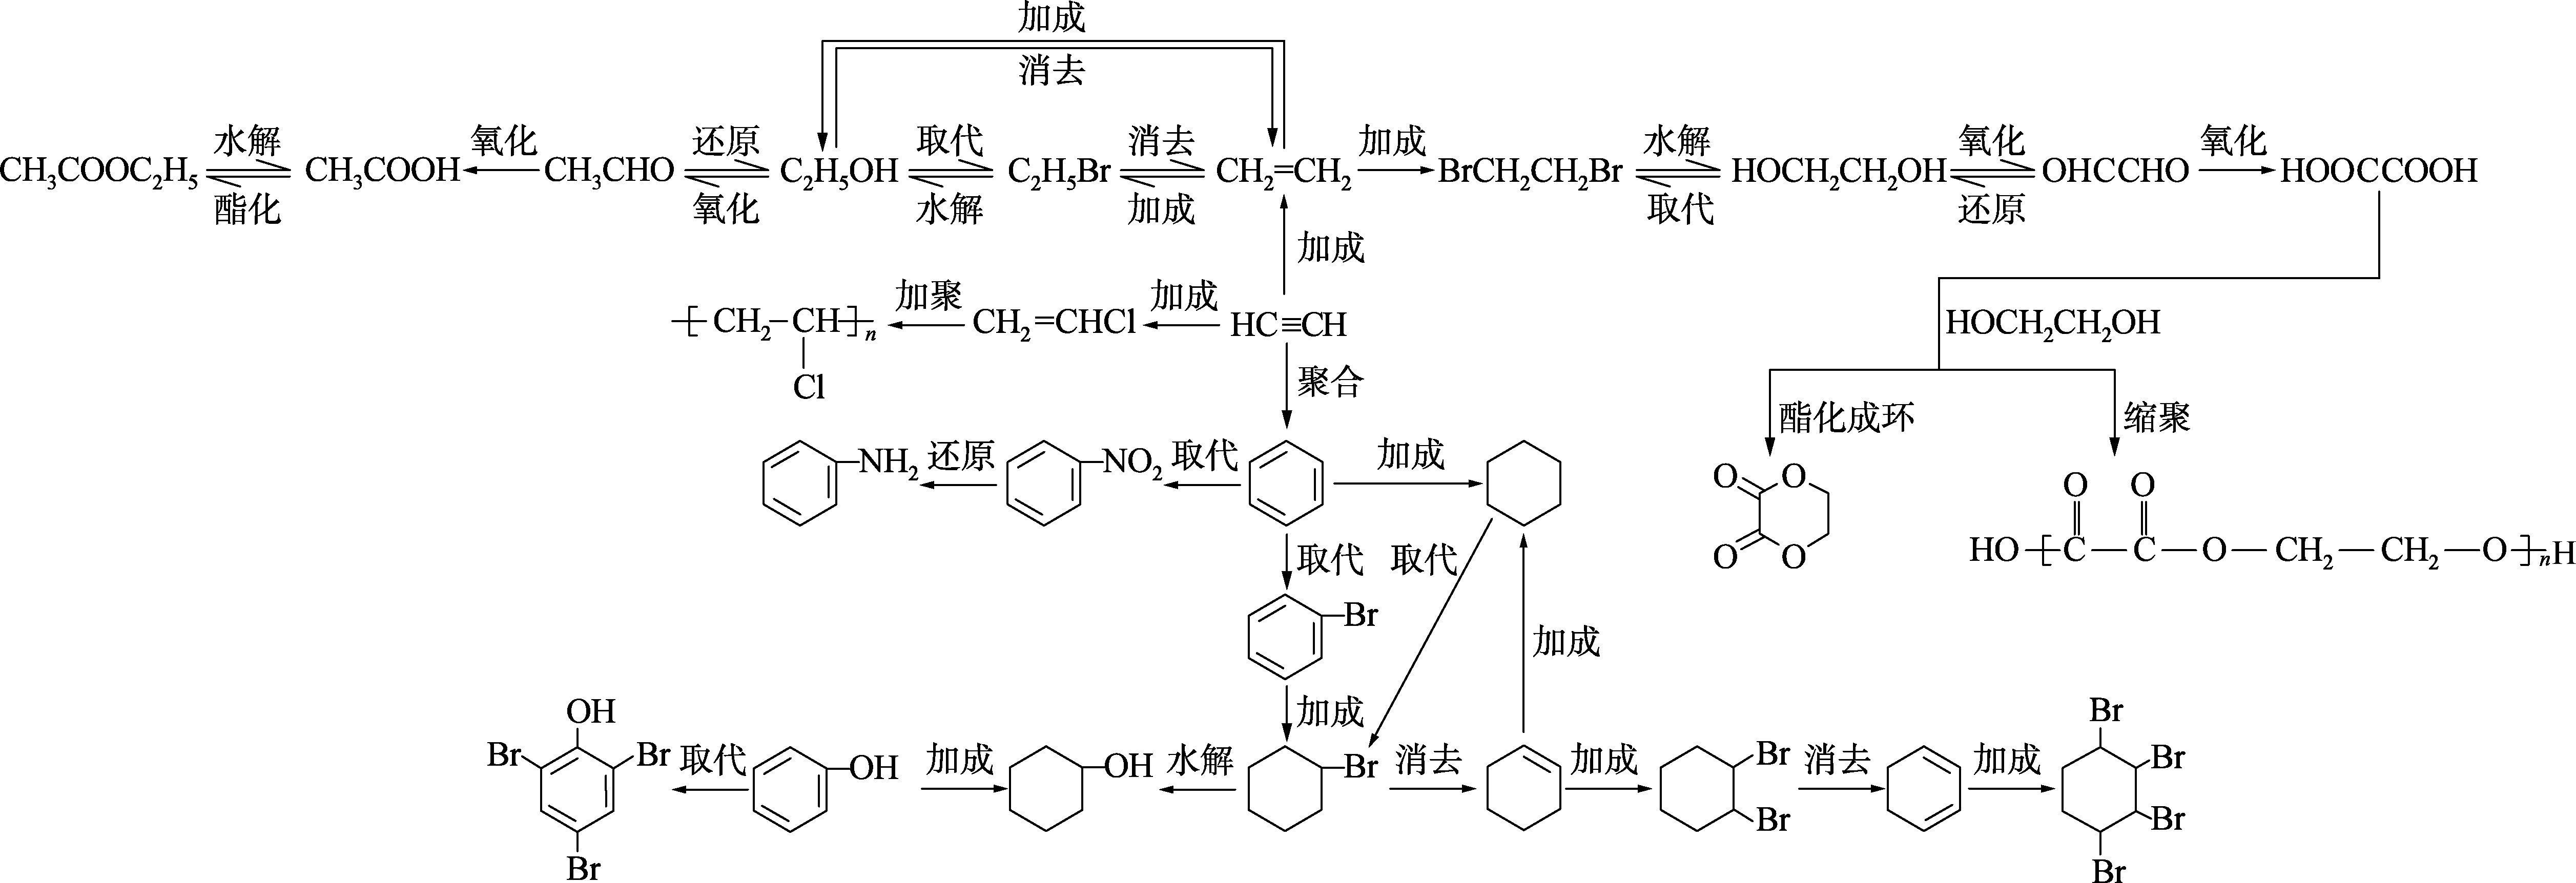 加成
消去
水解 氧化 还原 取代 消去 加成 水解 氧化 氧化
CH₃COOC₂H₅ CH₃COOH CH₃CHO C₂H₅OH C₂H₅Br CH₂=CH₂ BrCH₂CH₂Br HOCH₂CH₂OH OHCCHO HOOCCOOH
酯化 氧化 水解 加成 取代 还原
加成
加聚 加成
[CH₂—CH]ₙ CH₂=CHCl HC≡CH HOCH₂CH₂OH
Cl
聚合
酯化成环 缩聚
NH₂ 还原 NO₂ 取代 加成
O O O O
O O
HO[C—C—O—CH₂—CH₂—O]ₙH
取代 取代
Br
加成
OH
加成
Br Br 取代 OH 加成 OH 水解 Br 消去 加成 Br 消去 加成 Br Br
Br Br
Br Br